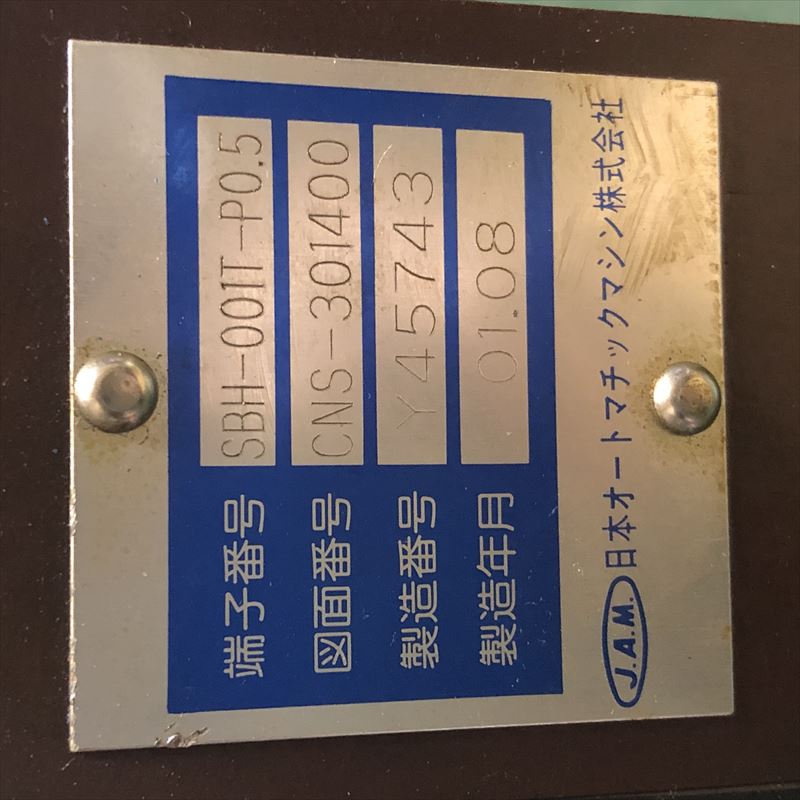 端子番号 SBH-001T-P0.5
図面番号 CNS-301400
製造番号 Y45743
製造年月 01.08
J.A.M. 日本オートマチックマシン株式会社